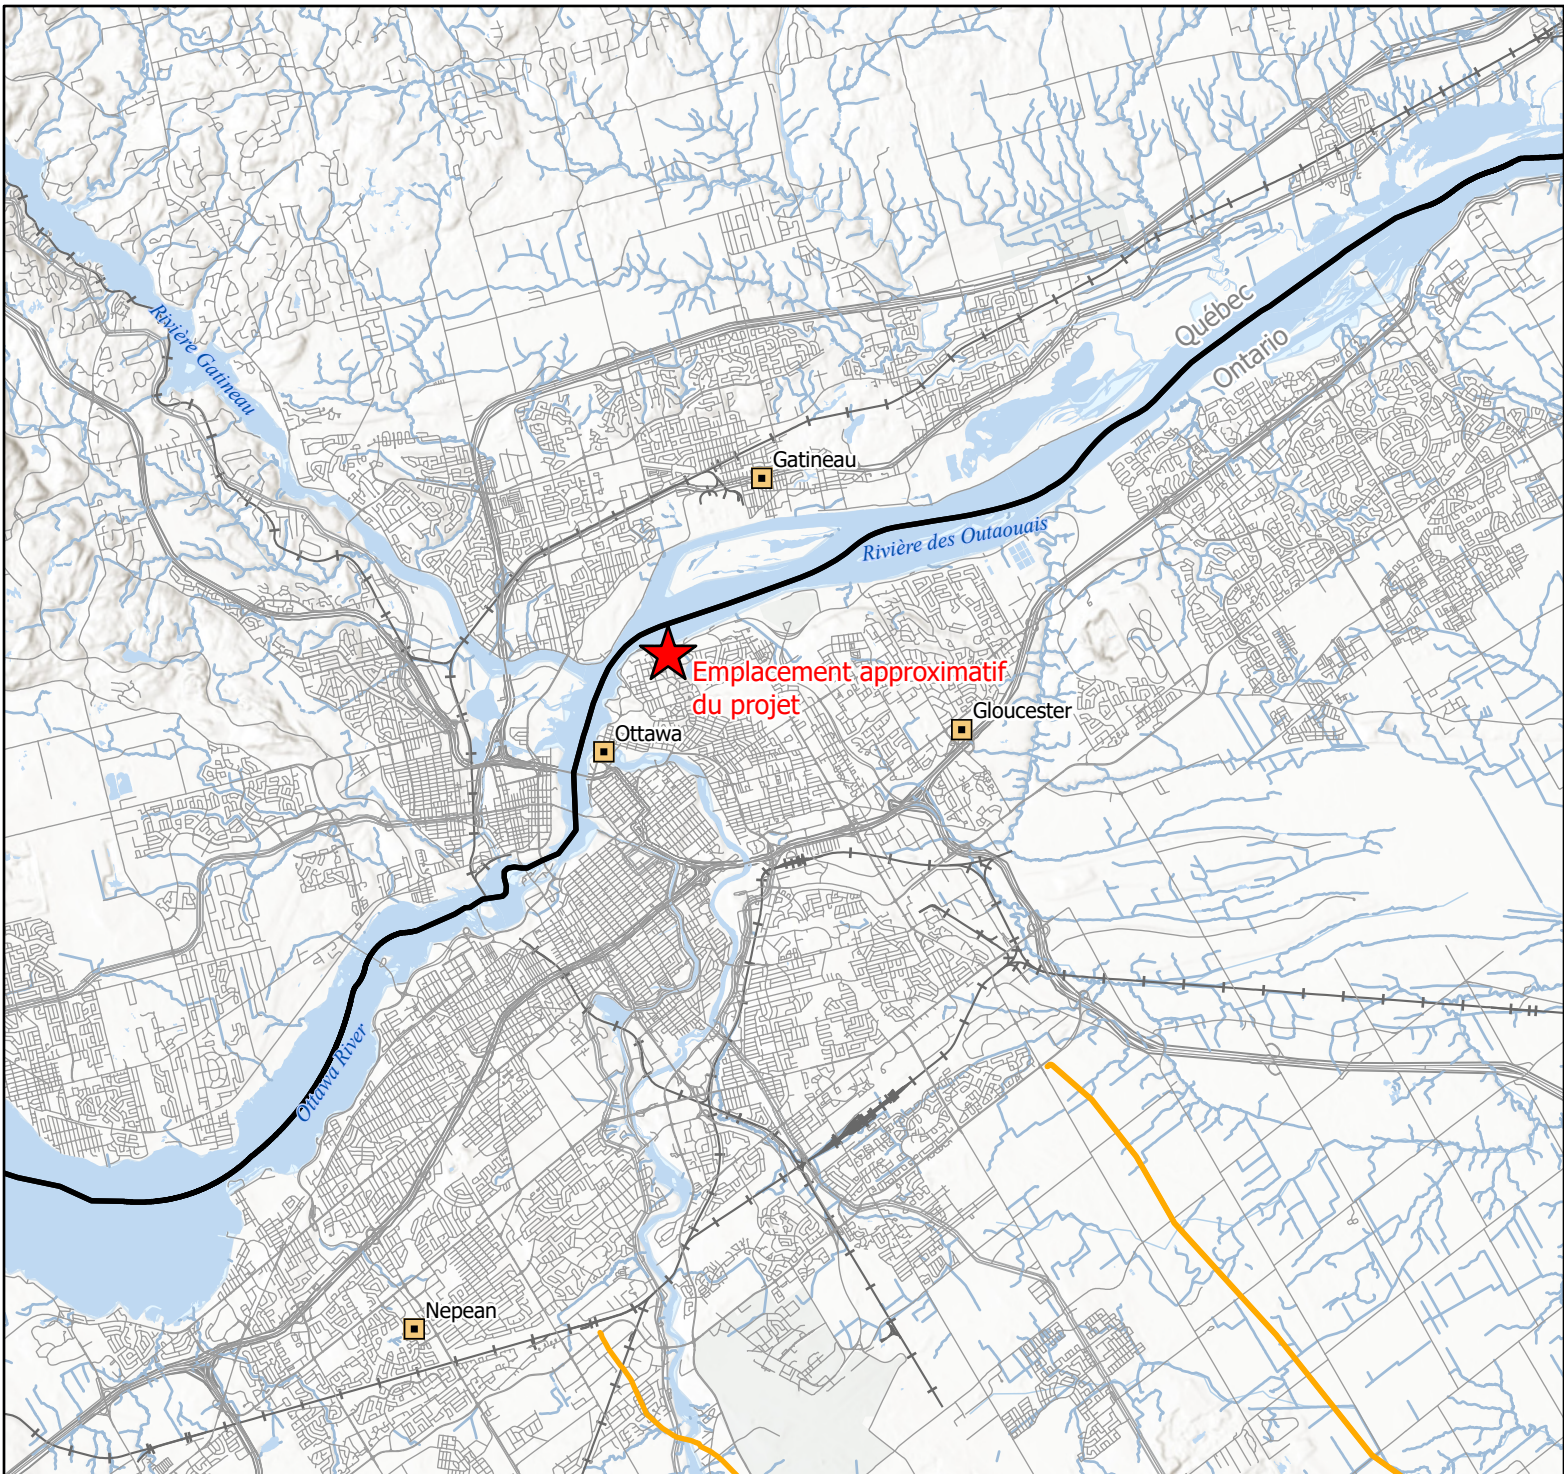 Rivière Gatineau
Québec
Ontario
Gatineau
Rivière des Outaouais
Emplacement approximatif
du projet
Gloucester
Ottawa
Ottawa River
Nepean